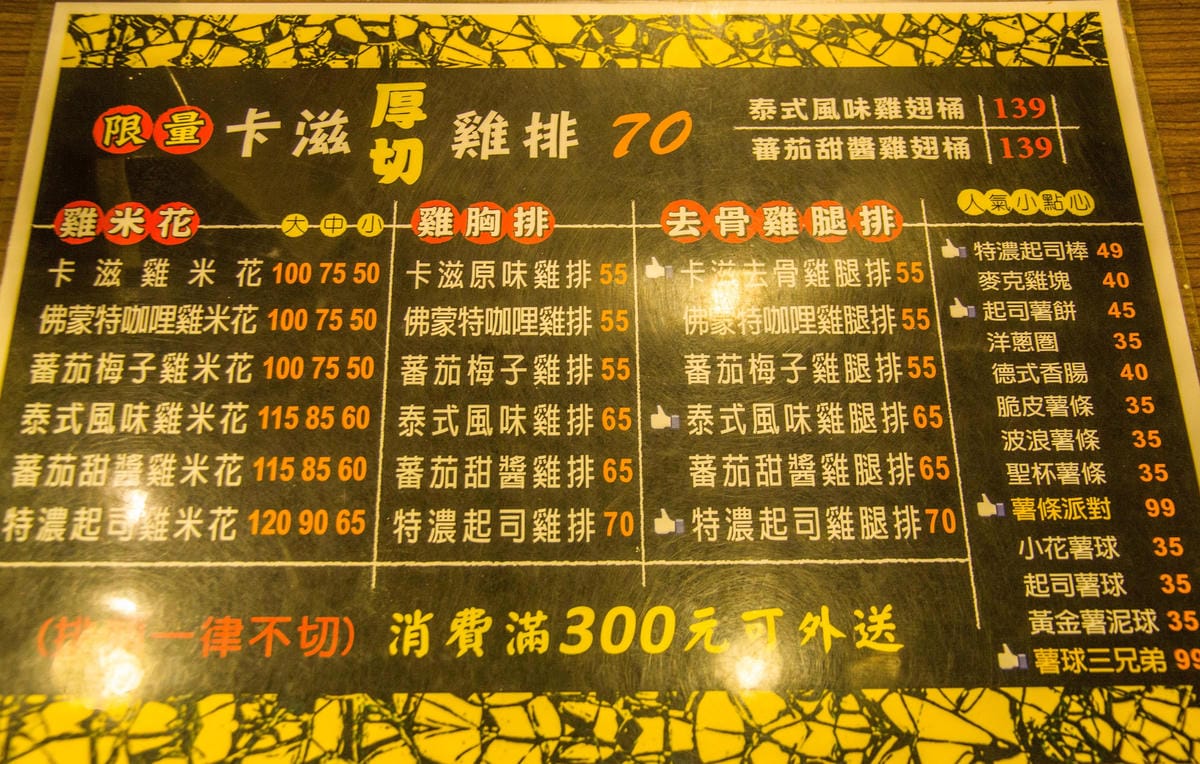 限量 卡滋厚切雞排 70
泰式風味雞翅桶 139
蕃茄甜醬雞翅桶 139
雞米花 大 中 小
卡滋雞米花 100 75 50
佛蒙特咖哩雞米花 100 75 50
蕃茄梅子雞米花 100 75 50
泰式風味雞米花 115 85 60
蕃茄甜醬雞米花 115 85 60
特濃起司雞米花 120 90 65
雞胸排
卡滋原味雞排 55
佛蒙特咖哩雞排 55
蕃茄梅子雞排 55
泰式風味雞排 65
蕃茄甜醬雞排 65
特濃起司雞排 70
去骨雞腿排
卡滋去骨雞腿排 55
佛蒙特咖哩雞腿排 55
蕃茄梅子雞腿排 55
泰式風味雞腿排 65
蕃茄甜醬雞腿排 65
特濃起司雞腿排 70
人氣小點心
特濃起司棒 49
麥克雞塊 40
起司薯餅 45
洋蔥圈 35
德式香腸 40
脆皮薯條 35
波浪薯條 35
聖杯薯條 35
薯條派對 99
小花薯球 35
起司薯球 35
黃金薯泥球 35
薯球三兄弟 99
一律不切)
消費滿300元可外送